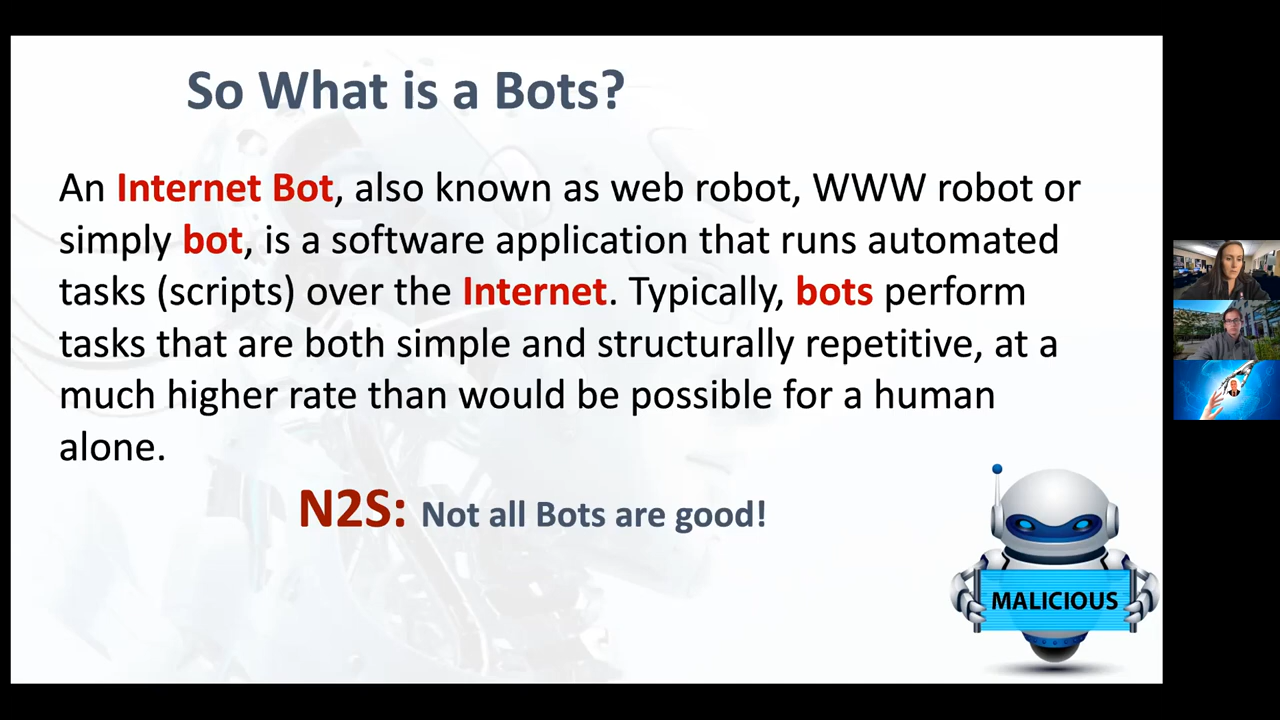 So What is a Bots?
An Internet Bot, also known as web robot, WWW robot or
simply bot, is a software application that runs automated
tasks (scripts) over the Internet. Typically, bots perform
tasks that are both simple and structurally repetitive, at a
much higher rate than would be possible for a human
alone.
N2S: Not all Bots are good!
MALICIOUS